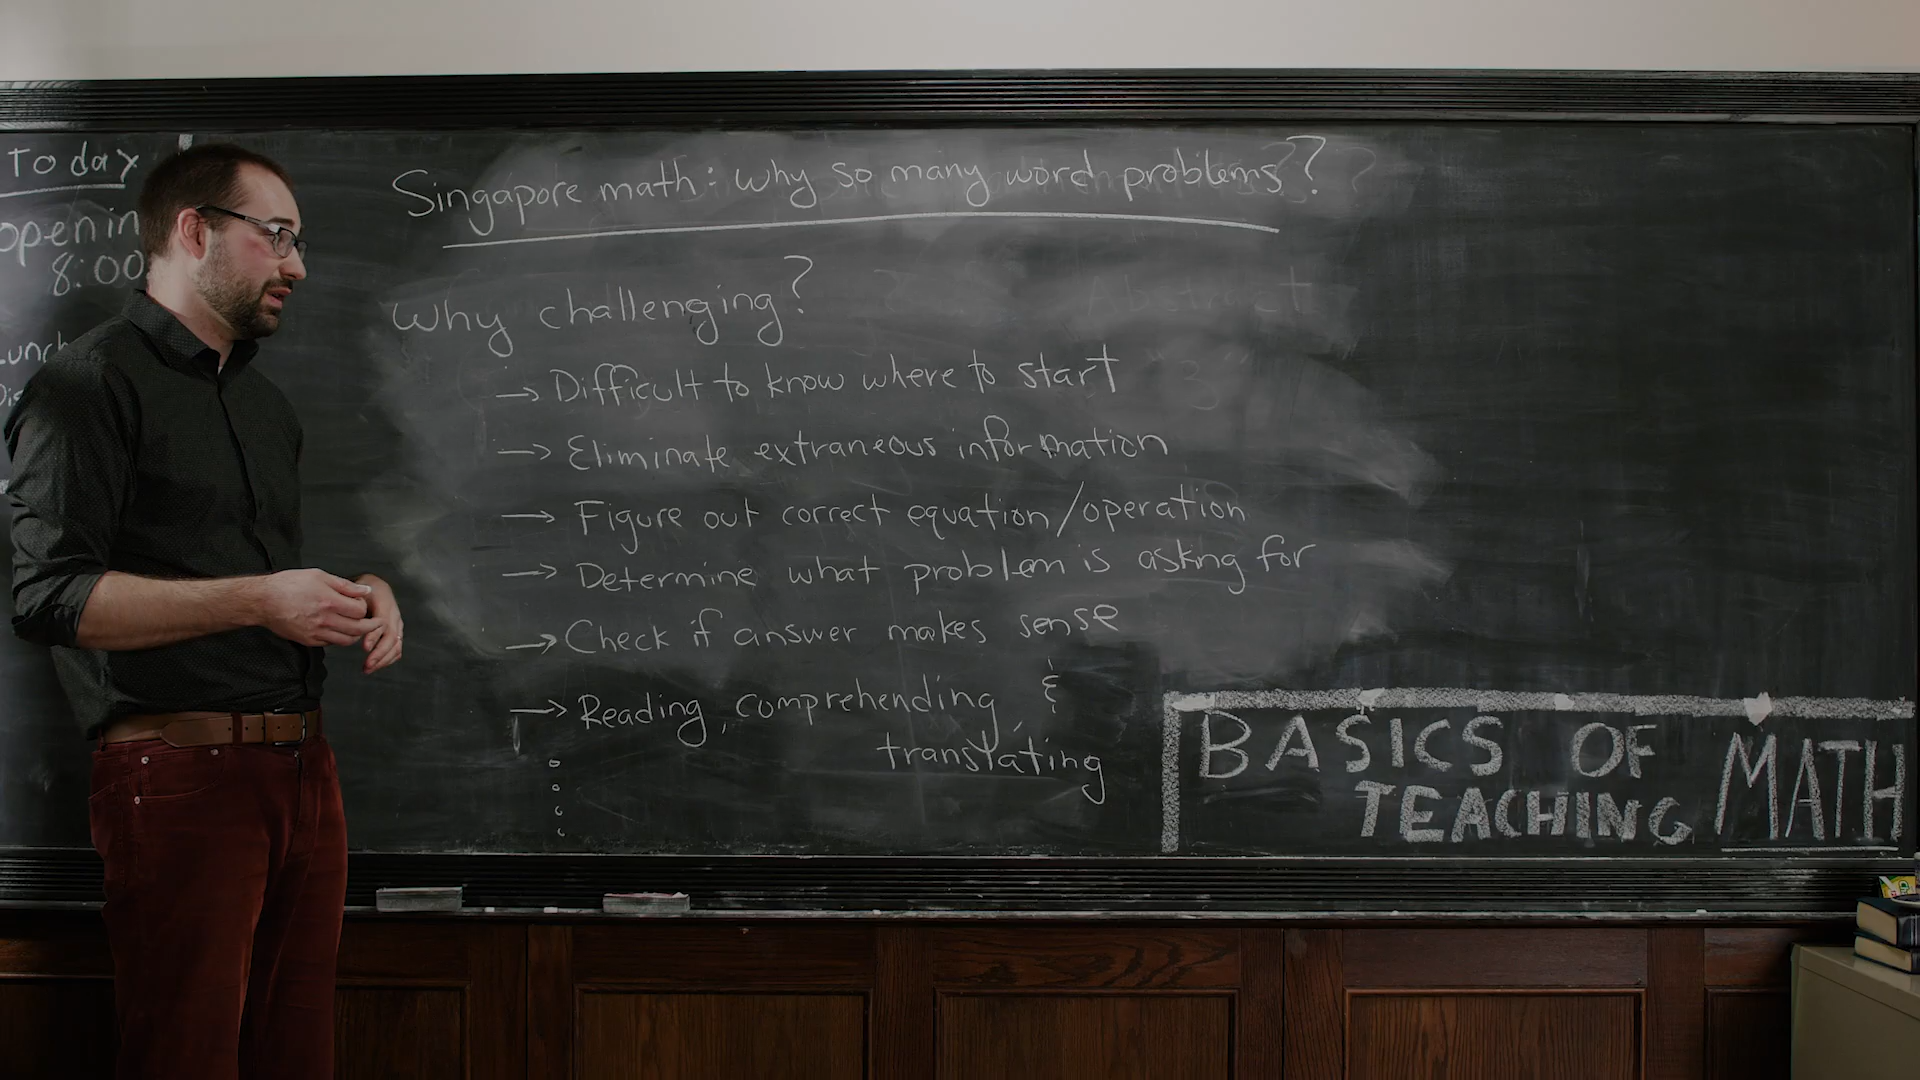 Today
Opening
8:00
Lunch
Singapore math: why so many word problems?
Why challenging?
→ Difficult to know where to start
→ Eliminate extraneous information
→ Figure out correct equation/operation
→ Determine what problem is asking for
→ Check if answer makes sense
→ Reading, comprehending, &
translating
BASICS OF
TEACHING MATH